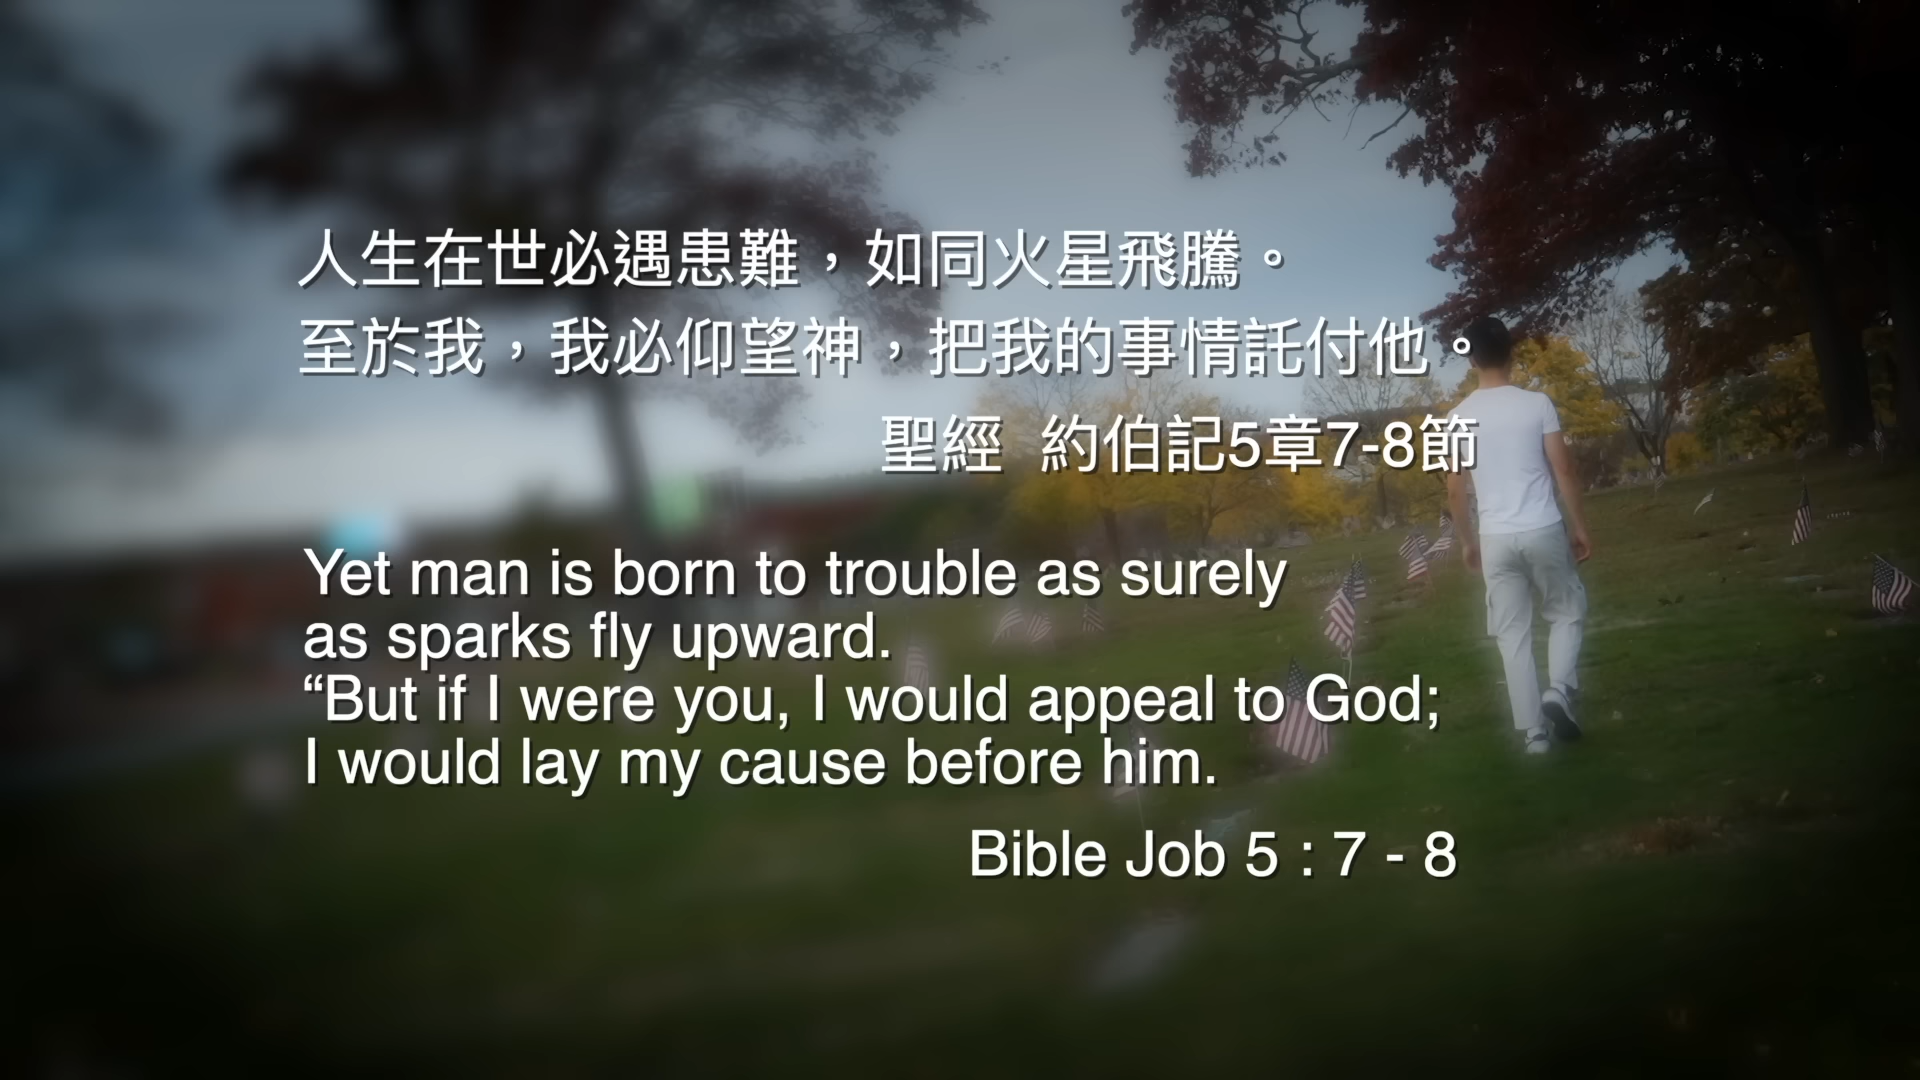 人生在世必遇患難，如同火星飛騰。
至於我，我必仰望神，把我的事情託付他。
聖經 約伯記5章7-8節
Yet man is born to trouble as surely
as sparks fly upward.
“But if I were you, I would appeal to God;
I would lay my cause before him.
Bible Job 5 : 7 - 8